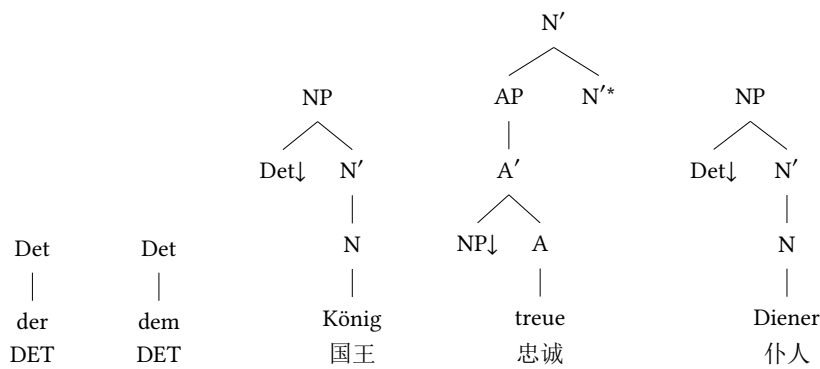 N′
NP AP N′* NP
Det↓ N′ A′ Det↓ N′
Det Det N NP↓ A N
der dem König treue Diener
DET DET 国王 忠诚 仆人